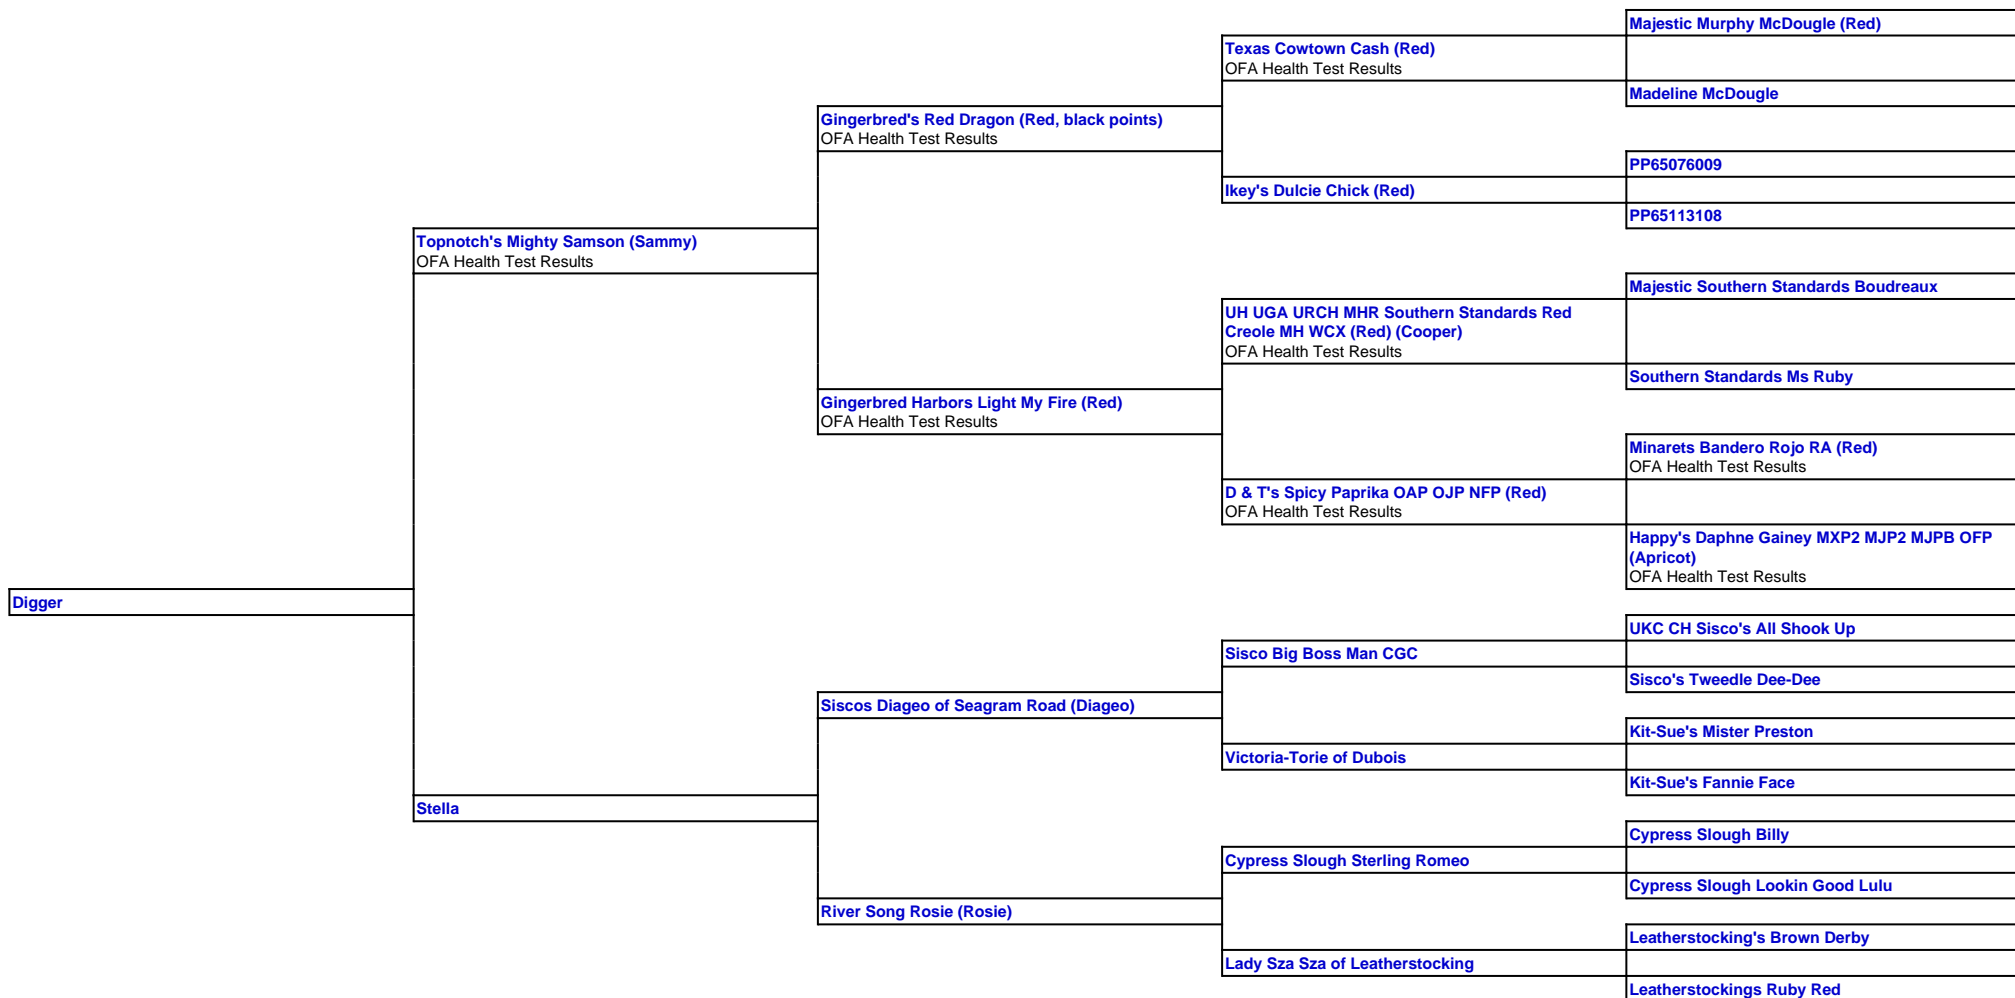 Majestic Murphy McDougle (Red)
Texas Cowtown Cash (Red)
OFA Health Test Results
Madeline McDougle
Gingerbred's Red Dragon (Red, black points)
OFA Health Test Results
PP65076009
Ikey's Dulcie Chick (Red)
PP65113108
Topnotch's Mighty Samson (Sammy)
OFA Health Test Results
Majestic Southern Standards Boudreaux
UH UGA URCH MHR Southern Standards Red
Creole MH WCX (Red) (Cooper)
OFA Health Test Results
Southern Standards Ms Ruby
Gingerbred Harbors Light My Fire (Red)
OFA Health Test Results
Minarets Bandero Rojo RA (Red)
OFA Health Test Results
D & T's Spicy Paprika OAP OJP NFP (Red)
OFA Health Test Results
Happy's Daphne Gainey MXP2 MJP2 MJPB OFP
(Apricot)
OFA Health Test Results
Digger
UKC CH Sisco's All Shook Up
Sisco Big Boss Man CGC
Sisco's Tweedle Dee-Dee
Siscos Diageo of Seagram Road (Diageo)
Kit-Sue's Mister Preston
Victoria-Torie of Dubois
Kit-Sue's Fannie Face
Stella
Cypress Slough Billy
Cypress Slough Sterling Romeo
Cypress Slough Lookin Good Lulu
River Song Rosie (Rosie)
Leatherstocking's Brown Derby
Lady Sza Sza of Leatherstocking
Leatherstockings Ruby Red